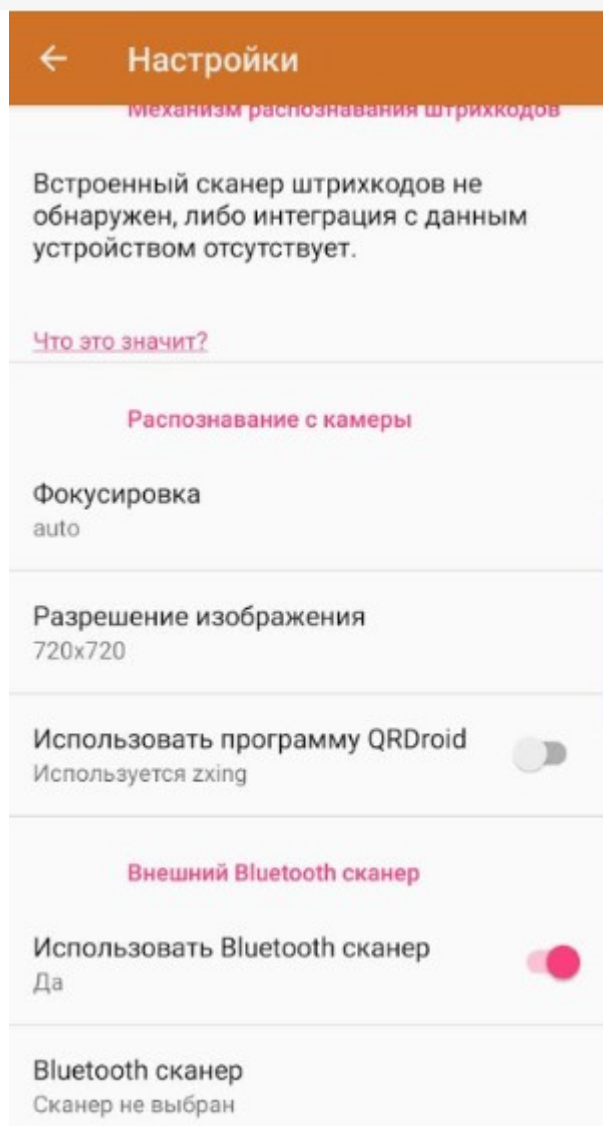 Настройки
Механизм распознавания штрихкодов
Встроенный сканер штрихкодов не
обнаружен, либо интеграция с данным
устройством отсутствует.
Что это значит?
Распознавание с камеры
Фокусировка
auto
Разрешение изображения
720x720
Использовать программу QRDroid
Используется zxing
Внешний Bluetooth сканер
Использовать Bluetooth сканер
Да
Bluetooth сканер
Сканер не выбран